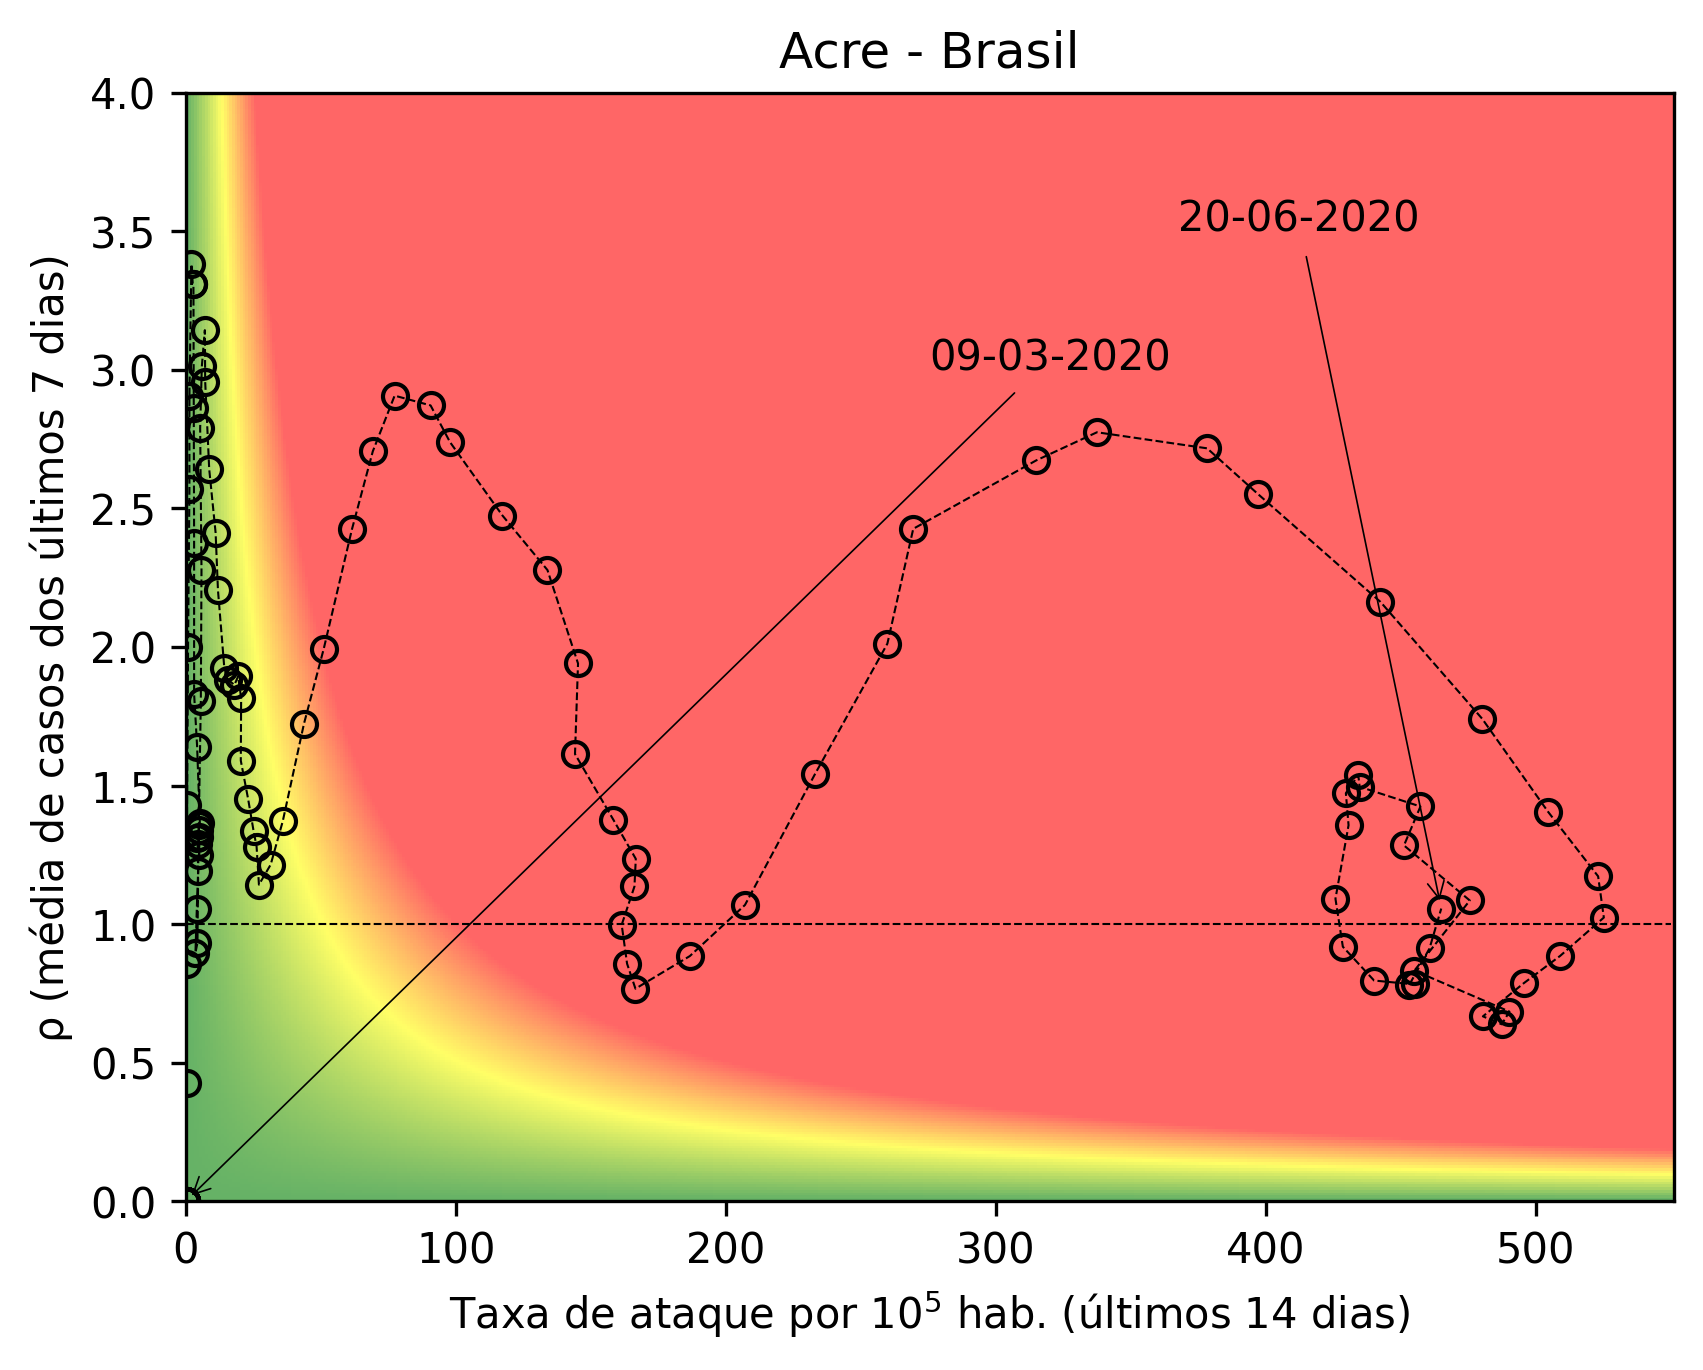 Acre - Brasil
4.0
3.5
3.0
2.5
2.0
1.5
1.0
0.5
0.0
ρ (média de casos dos últimos 7 dias)
20-06-2020
09-03-2020
0 100 200 300 400 500
Taxa de ataque por 10⁵ hab. (últimos 14 dias)